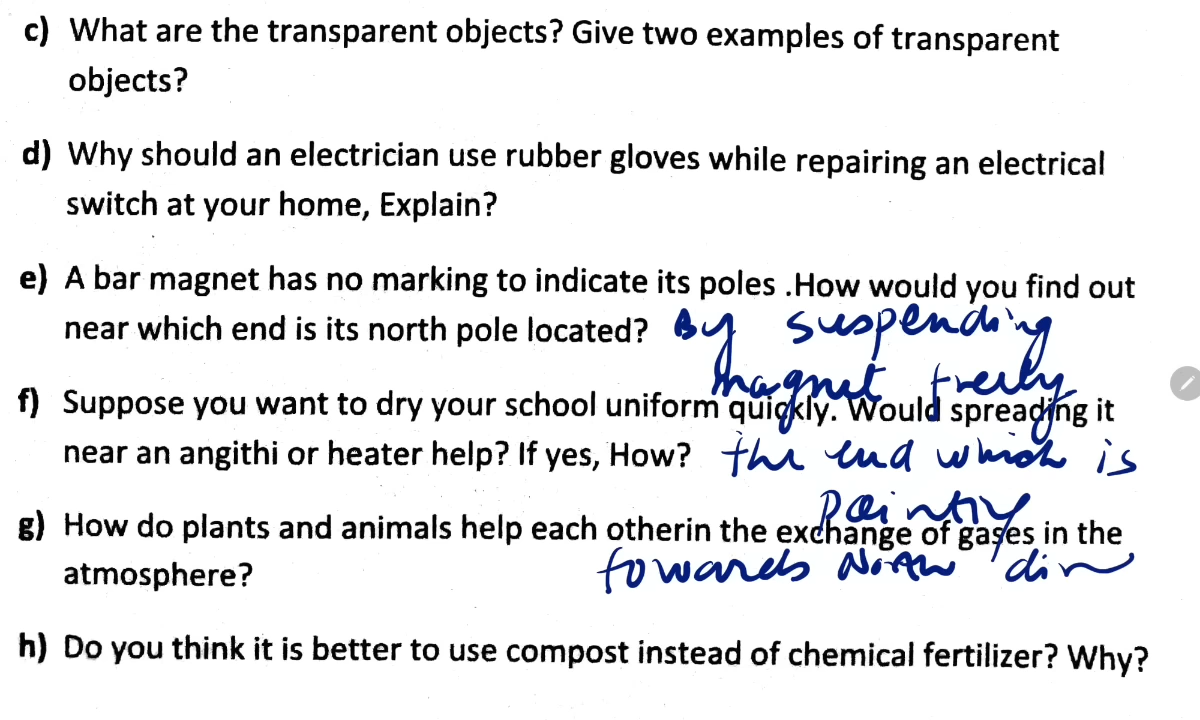 c) What are the transparent objects? Give two examples of transparent
objects?
d) Why should an electrician use rubber gloves while repairing an electrical
switch at your home, Explain?
e) A bar magnet has no marking to indicate its poles .How would you find out
near which end is its north pole located? By suspending
magnet freely
f) Suppose you want to dry your school uniform quickly. Would spreading it
near an angithi or heater help? If yes, How? the end which is
g) How do plants and animals help each otherin the exchange of gases in the
atmosphere? towards North dirn
h) Do you think it is better to use compost instead of chemical fertilizer? Why?